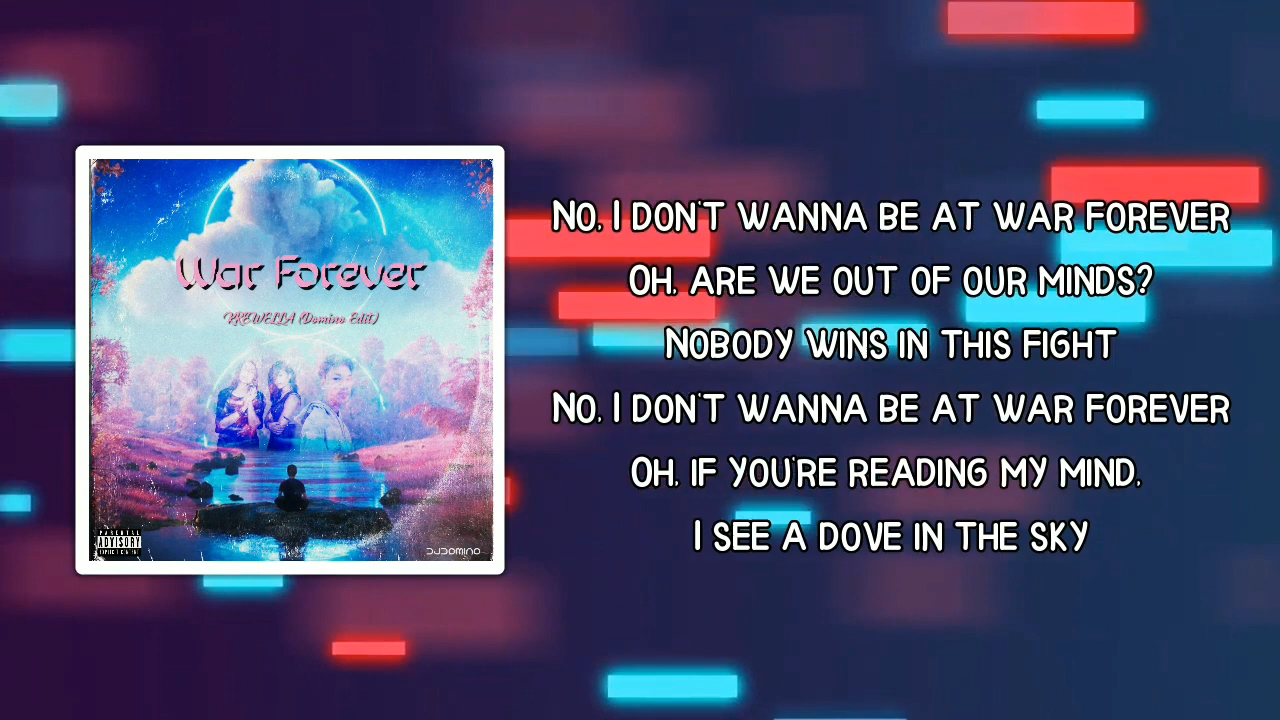 War Forever
KREWELLA (Domino Edit)
PARENTAL
ADVISORY
EXPLICIT CONTENT
DJDOMINO
NO, I DON'T WANNA BE AT WAR FOREVER
OH, ARE WE OUT OF OUR MINDS?
NOBODY WINS IN THIS FIGHT
NO, I DON'T WANNA BE AT WAR FOREVER
OH, IF YOU'RE READING MY MIND,
I SEE A DOVE IN THE SKY